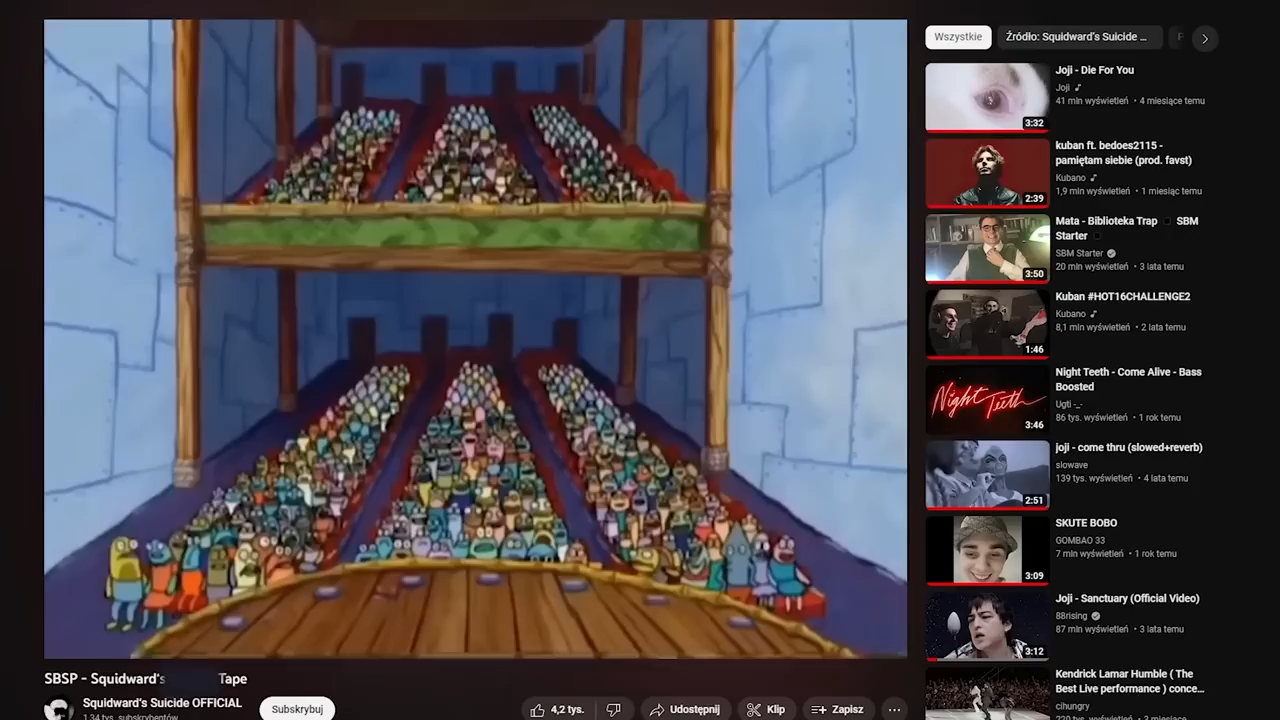 Wszystkie
Źródło: Squidward's Suicide ...
Joji - Die For You
Joji
41 mln wyświetleń • 4 miesiące temu
3:32
kuban ft. bedoes2115 -
pamiętam siebie (prod. favst)
Kubano
1,9 mln wyświetleń • 1 miesiąc temu
2:39
Mata - Biblioteka Trap SBM
Starter
SBM Starter
20 mln wyświetleń • 3 lata temu
3:50
Kuban #HOT16CHALLENGE2
Kubano
8,1 mln wyświetleń • 2 lata temu
1:46
Night Teeth - Come Alive - Bass
Boosted
Ugti -_-
86 tys. wyświetleń • 1 rok temu
Night Teeth
3:46
joji - come thru (slowed+reverb)
slowave
139 tys. wyświetleń • 4 lata temu
2:51
SKUTE BOBO
GOMBAO 33
7 mln wyświetleń • 1 rok temu
3:09
Joji - Sanctuary (Official Video)
88rising
87 mln wyświetleń • 3 lata temu
3:12
Kendrick Lamar Humble ( The
Best Live performance ) conce...
cihungry
SBSP - Squidward's Tape
Squidward's Suicide OFFICIAL
1,34 tys. subskrybentów
Subskrybuj
4,2 tys.
Udostępnij
Klip
Zapisz